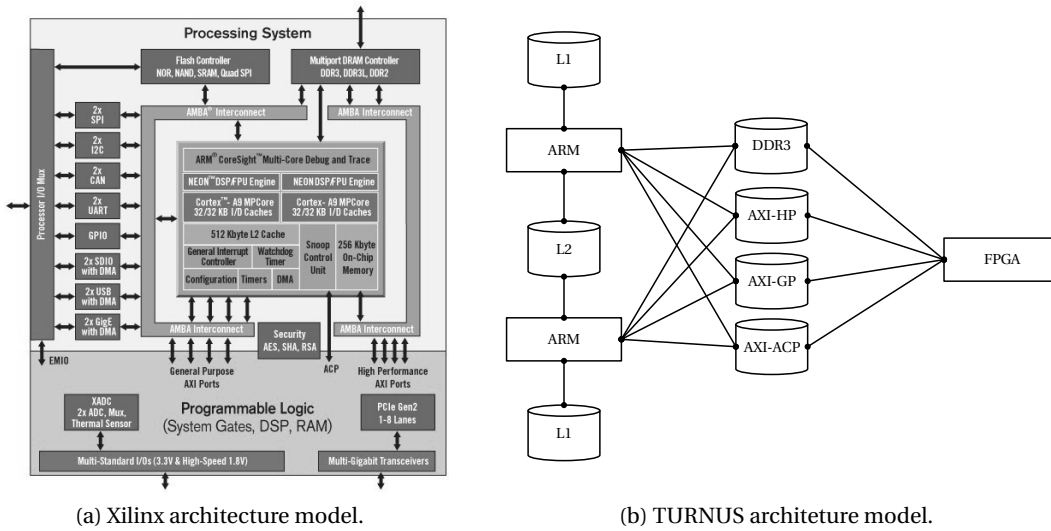 Processing System
Flash Controller
NOR, NAND, SRAM, Quad SPI
Multiport DRAM Controller
DDR3, DDR3L, DDR2
Processor I/O Mux
2x
SPI
2x
I2C
2x
CAN
2x
UART
GPIO
2x SDIO
with DMA
2x USB
with DMA
2x GigE
with DMA
EMIO
AMBA® Interconnect
AMBA Interconnect
ARM® CoreSight™ Multi-Core Debug and Trace
NEON™ DSP/FPU Engine
NEON DSP/FPU Engine
Cortex™- A9 MPCore
32/32 KB I/D Caches
Cortex- A9 MPCore
32/32 KB I/D Caches
512 Kbyte L2 Cache
General Interrupt
Controller
Watchdog
Timer
Configuration
Timers
DMA
Snoop
Control
Unit
256 Kbyte
On-Chip
Memory
AMBA Interconnect
AMBA Interconnect
Security
AES, SHA, RSA
General Purpose
AXI Ports
ACP
High Performance
AXI Ports
XADC
2x ADC, Mux,
Thermal Sensor
Programmable Logic
(System Gates, DSP, RAM)
PCIe Gen2
1-8 Lanes
Multi-Standard I/Os (3.3V & High-Speed 1.8V)
Multi-Gigabit Transceivers
(a) Xilinx architecture model.
L1
ARM
L2
ARM
L1
DDR3
AXI-HP
AXI-GP
AXI-ACP
FPGA
(b) TURNUS architeture model.